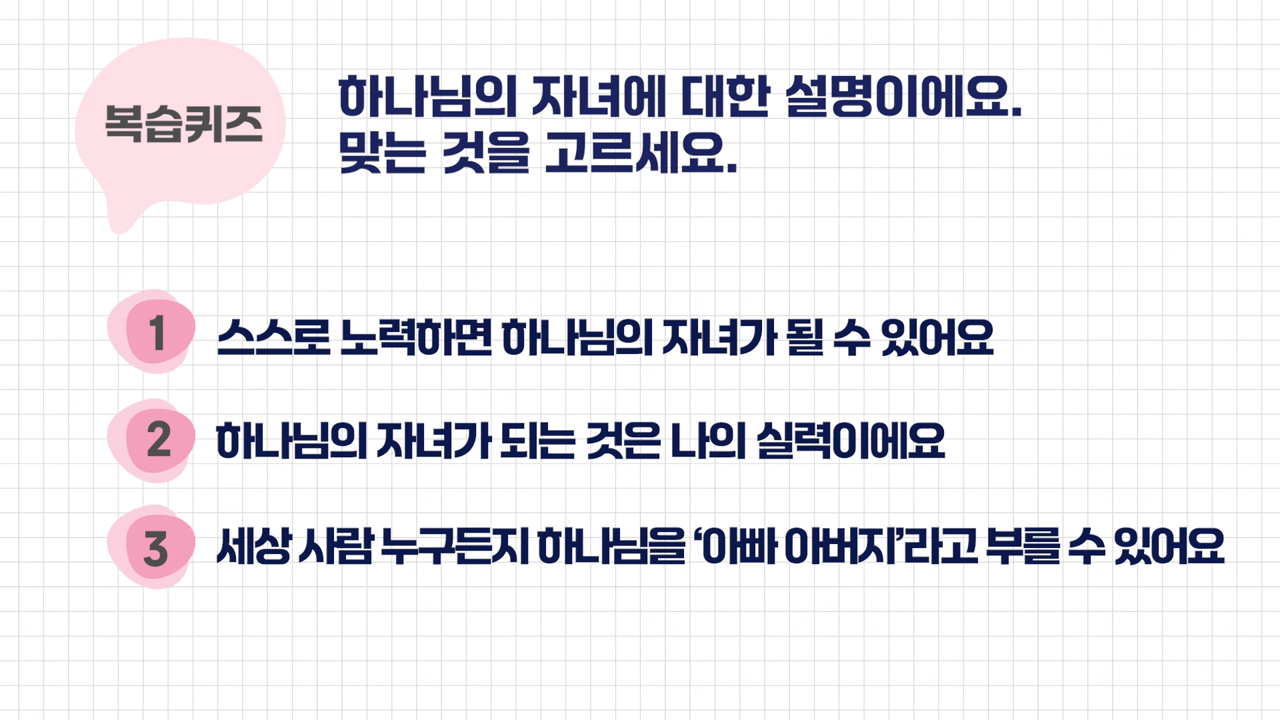 복습퀴즈
하나님의 자녀에 대한 설명이에요.
맞는 것을 고르세요.
1 스스로 노력하면 하나님의 자녀가 될 수 있어요
2 하나님의 자녀가 되는 것은 나의 실력이에요
3 세상 사람 누구든지 하나님을 ‘아빠 아버지’라고 부를 수 있어요